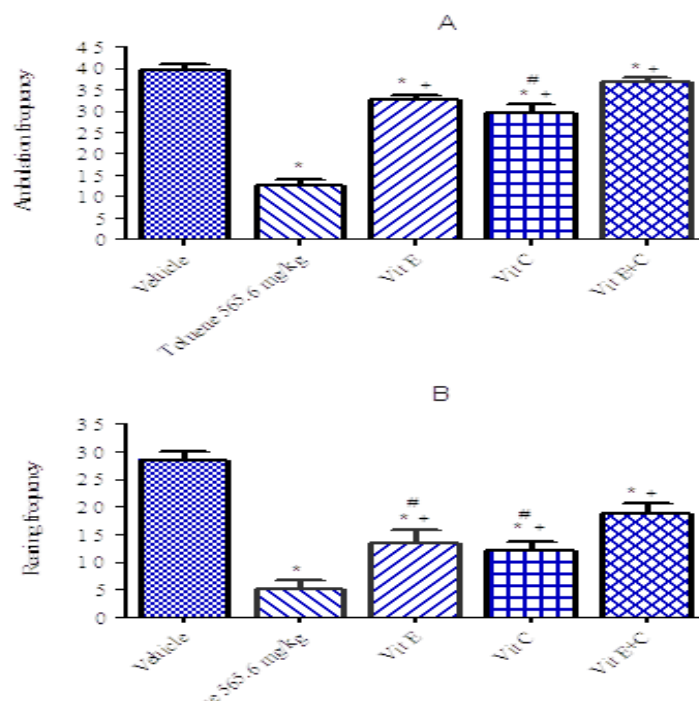 A
Ambulation frequency
45
40
35
30
25
20
15
10
5
0
* 
* +
#
* +
* +
Vehicle
Toluene 565.6 mg/kg
Vit E
Vit C
Vit E+C
B
Rearing frequency
35
30
25
20
15
10
5
0
*
#
* +
#
* +
* +
Vehicle
ne 565.6 mg/kg
Vit E
Vit C
Vit E+C